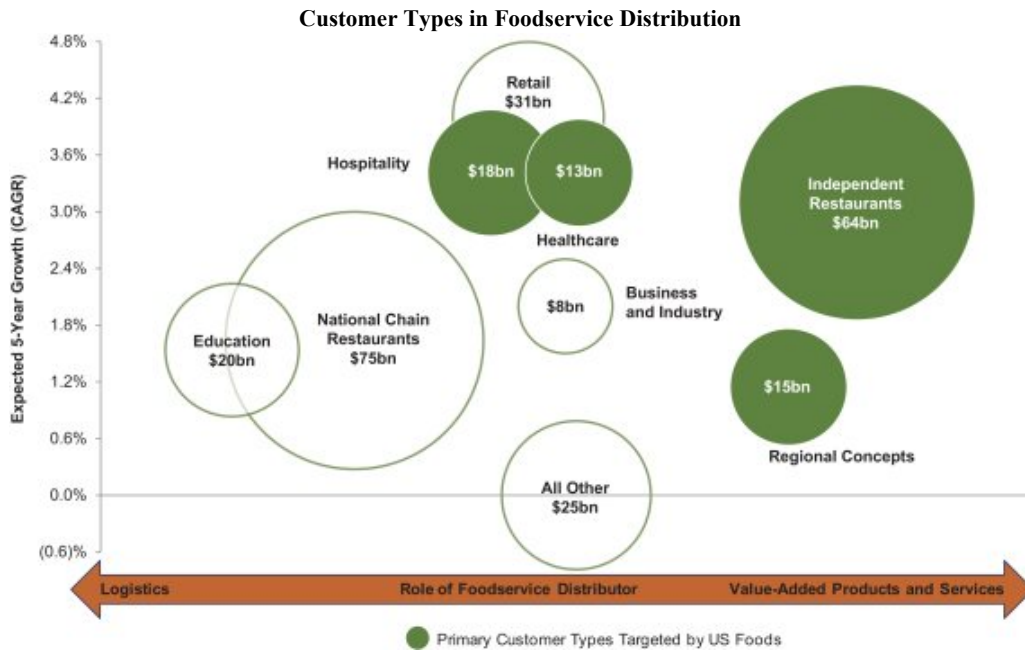 Customer Types in Foodservice Distribution
Expected 5-Year Growth (CAGR)
4.8%
4.2%
3.6%
3.0%
2.4%
1.8%
1.2%
0.6%
0.0%
(0.6)%
Retail
$31bn
Hospitality
$18bn
$13bn
Healthcare
Independent
Restaurants
$64bn
$8bn
Business
and Industry
Education
$20bn
National Chain
Restaurants
$75bn
$15bn
Regional Concepts
All Other
$25bn
Logistics
Role of Foodservice Distributor
Value-Added Products and Services
Primary Customer Types Targeted by US Foods